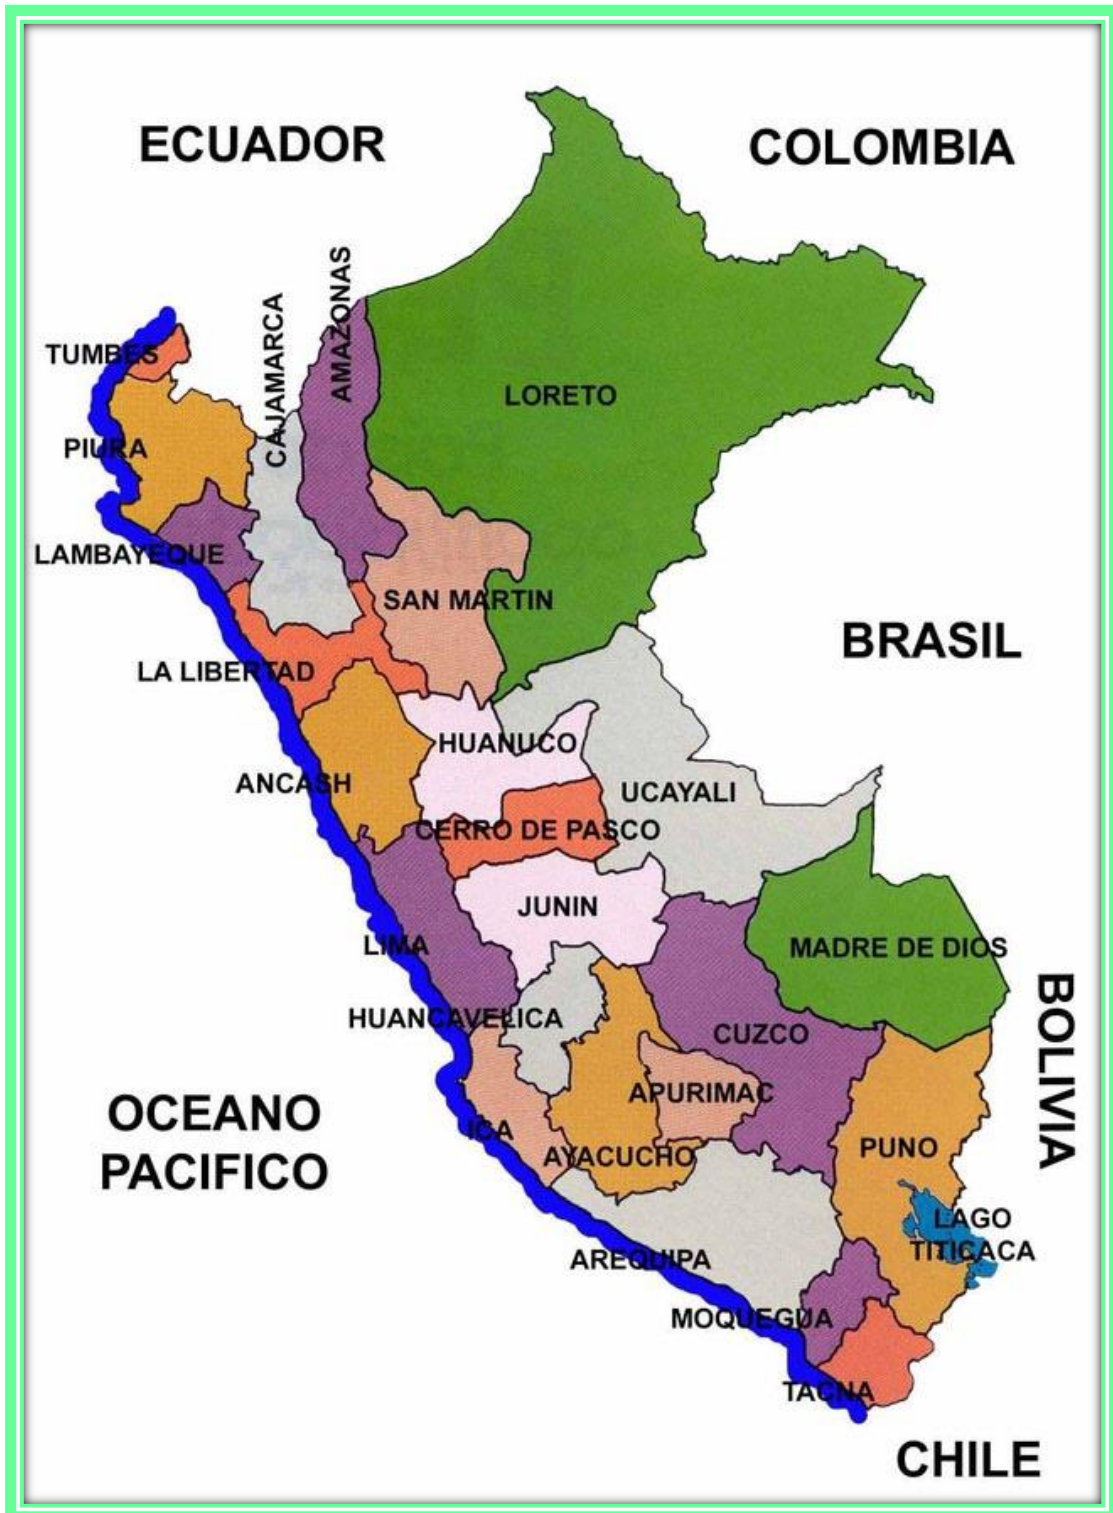 ECUADOR
COLOMBIA
AMAZONAS
CAJAMARCA
TUMBES
LORETO
PIURA
LAMBAYEQUE
SAN MARTIN
BRASIL
LA LIBERTAD
HUANUCO
ANCASH
UCAYALI
CERRO DE PASCO
JUNIN
LIMA
MADRE DE DIOS
HUANCAVELICA
CUZCO
BOLIVIA
APURIMAC
OCEANO
PACIFICO
ICA
AYACUCHO
PUNO
LAGO
TITICACA
AREQUIPA
MOQUEGUA
TACNA
CHILE